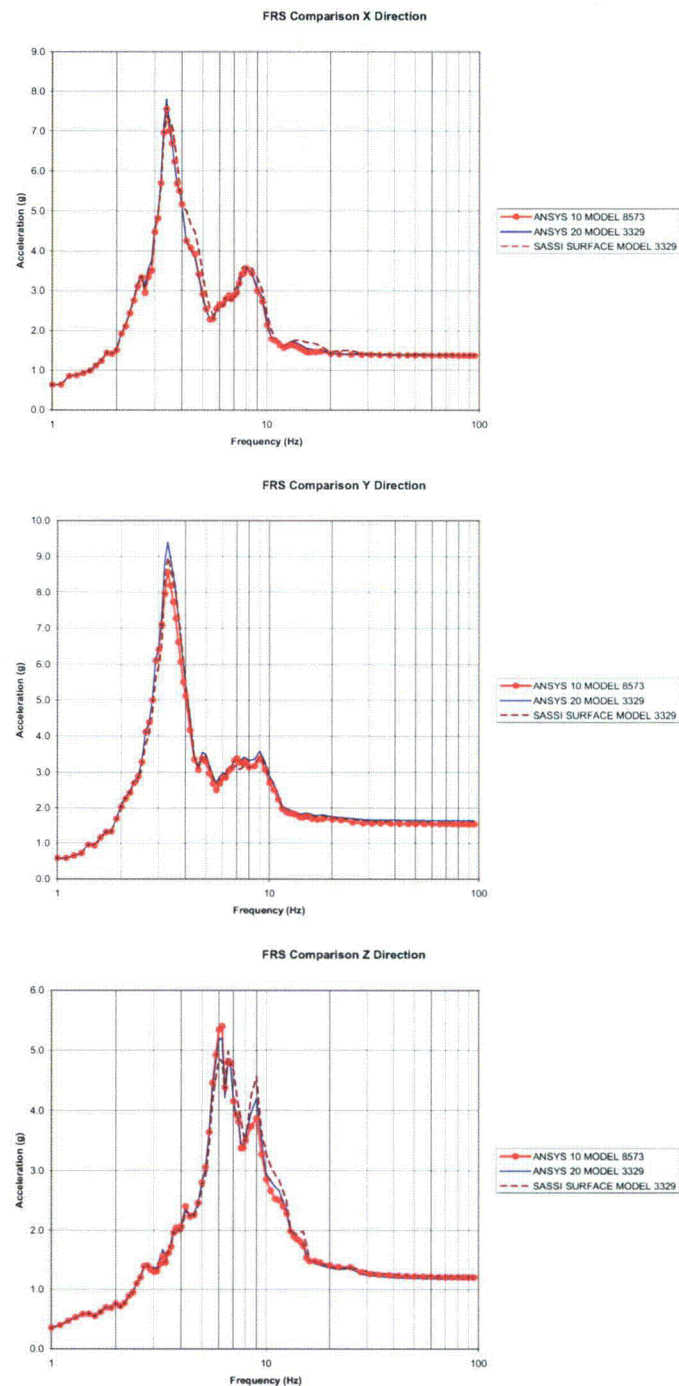 FRS Comparison X Direction
9.0
8.0
7.0
6.0
5.0
4.0
3.0
2.0
1.0
0.0
Acceleration (g)
1
10
100
Frequency (Hz)
ANSYS 10 MODEL 8573
ANSYS 20 MODEL 3329
SASSI SURFACE MODEL 3329
FRS Comparison Y Direction
10.0
9.0
8.0
7.0
6.0
5.0
4.0
3.0
2.0
1.0
0.0
Acceleration (g)
1
10
100
Frequency (Hz)
ANSYS 10 MODEL 8573
ANSYS 20 MODEL 3329
SASSI SURFACE MODEL 3329
FRS Comparison Z Direction
6.0
5.0
4.0
3.0
2.0
1.0
0.0
Acceleration (g)
1
10
100
Frequency (Hz)
ANSYS 10 MODEL 8573
ANSYS 20 MODEL 3329
SASSI SURFACE MODEL 3329